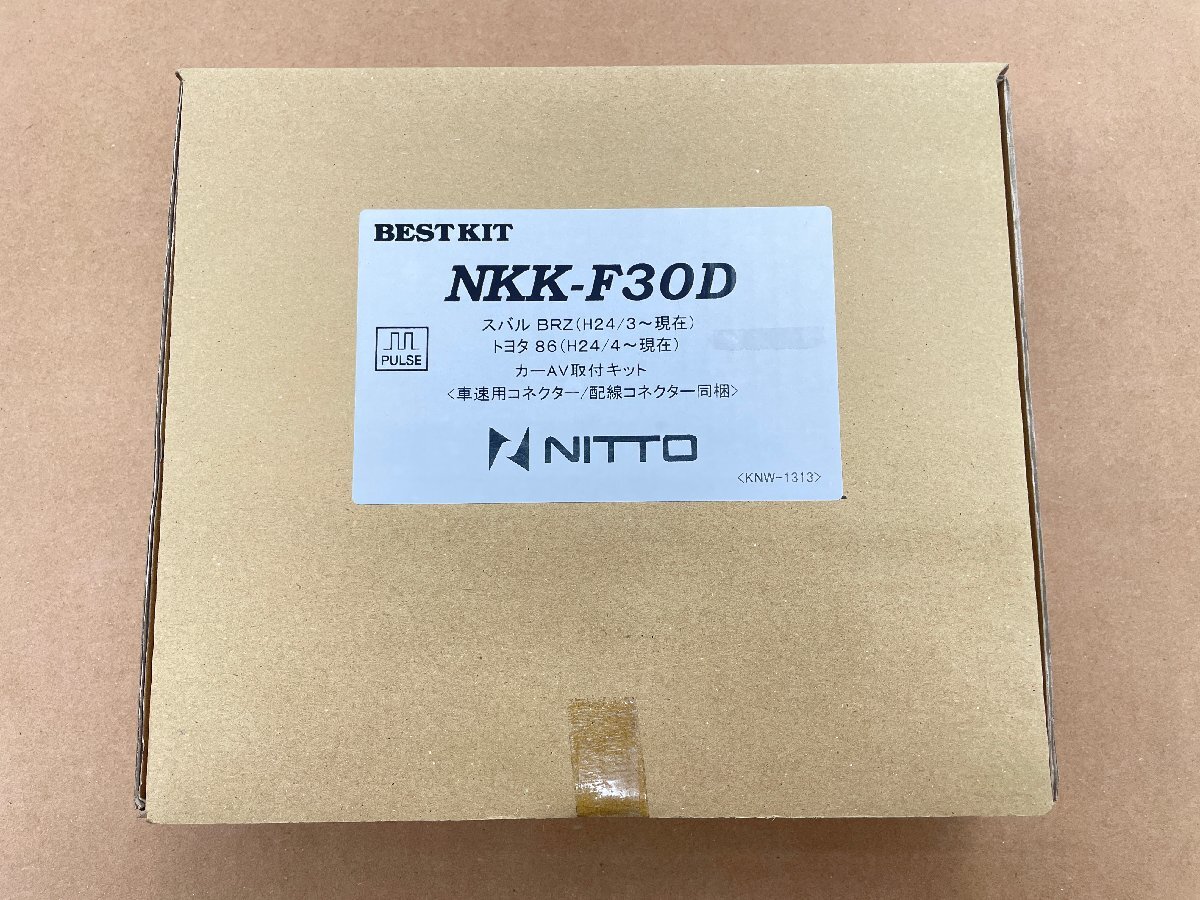 BEST KIT
NKK-F30D
スバル BRZ(H24/3～現在)
トヨタ 86(H24/4～現在)
PULSE
カーAV取付キット
<車速用コネクター/配線コネクター同梱>
NITTO
<KNW-1313>